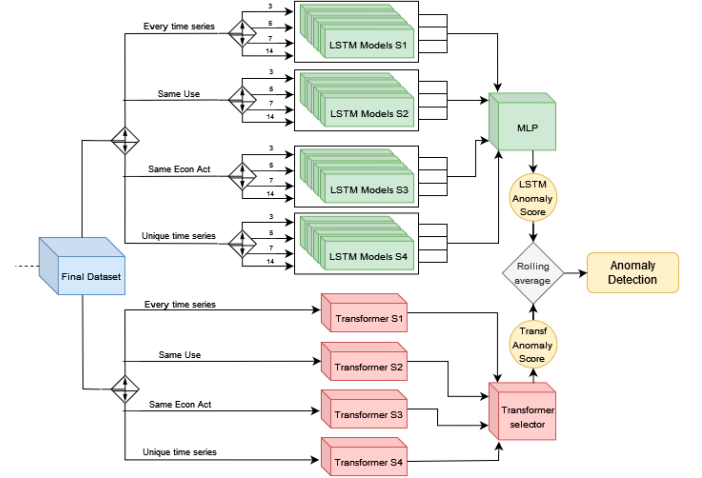 Every time series
3
5
7
14
LSTM Models S1
Same Use
3
5
7
14
LSTM Models S2
MLP
Same Econ Act
3
5
7
14
LSTM Models S3
LSTM
Anomaly
Score
Unique time series
3
5
7
14
LSTM Models S4
Final Dataset
Rolling
average
Anomaly
Detection
Every time series
Transformer S1
Transf
Anomaly
Score
Same Use
Transformer S2
Same Econ Act
Transformer S3
Transformer
selector
Unique time series
Transformer S4